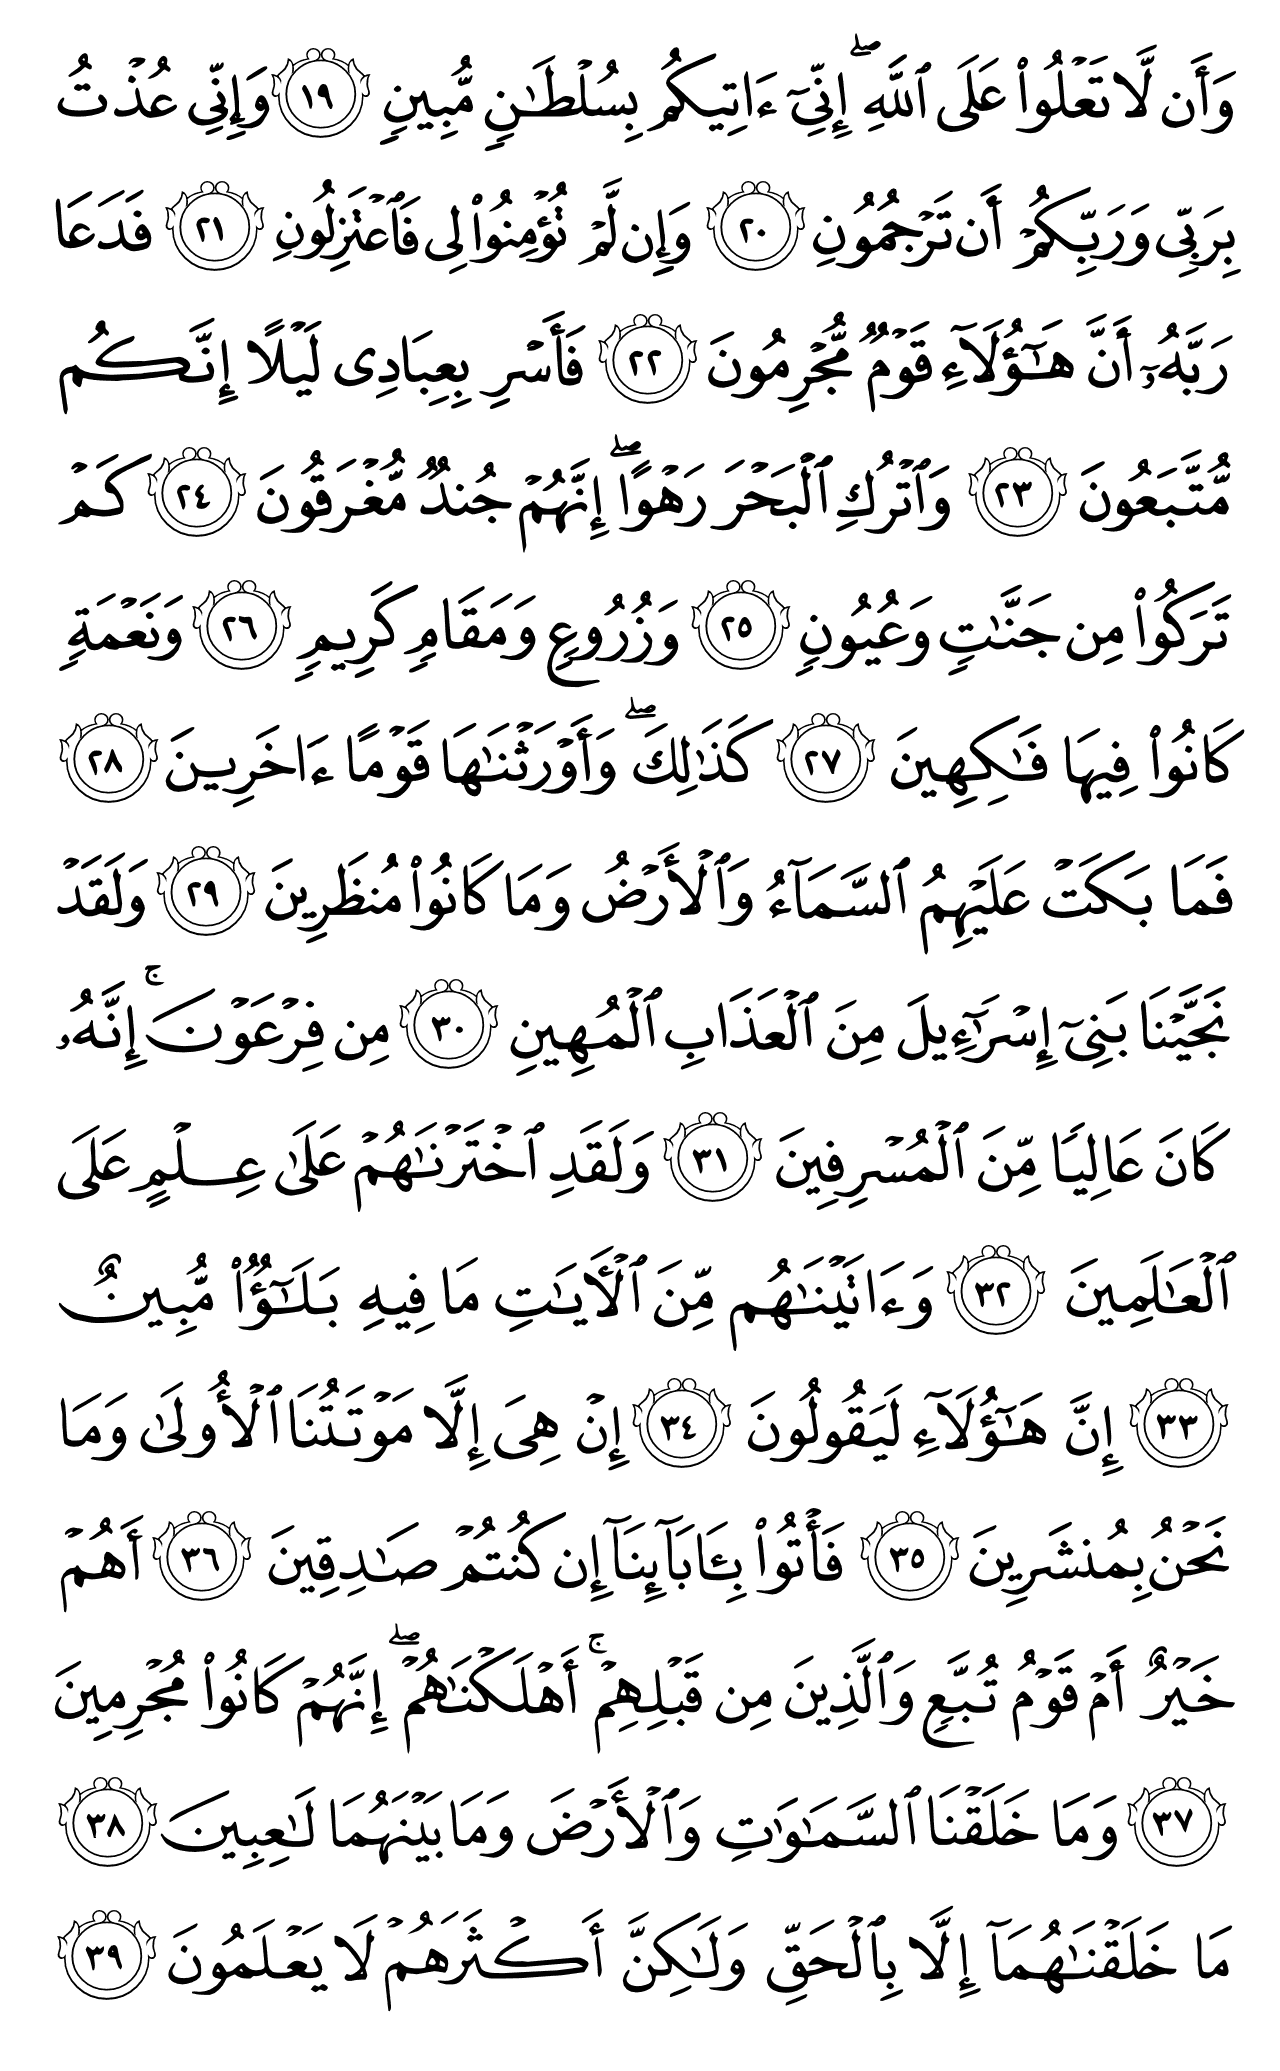 وَأَن لَّا تَعۡلُواْ عَلَى ٱللَّهِۖ إِنِّيٓ ءَاتِيكُم بِسُلۡطَٰنٖ مُّبِينٖ ١٩ وَإِنِّي عُذۡتُ
بِرَبِّي وَرَبِّكُمۡ أَن تَرۡجُمُونِ ٢٠ وَإِن لَّمۡ تُؤۡمِنُواْ لِي فَٱعۡتَزِلُونِ ٢١ فَدَعَا
رَبَّهُۥٓ أَنَّ هَٰٓؤُلَآءِ قَوۡمٞ مُّجۡرِمُونَ ٢٢ فَأَسۡرِ بِعِبَادِي لَيۡلًا إِنَّكُم
مُّتَّبَعُونَ ٢٣ وَٱتۡرُكِ ٱلۡبَحۡرَ رَهۡوًاۖ إِنَّهُمۡ جُندٞ مُّغۡرَقُونَ ٢٤ كَمۡ
تَرَكُواْ مِن جَنَّٰتٖ وَعُيُونٖ ٢٥ وَزُرُوعٖ وَمَقَامٖ كَرِيمٖ ٢٦ وَنَعۡمَةٖ
كَانُواْ فِيهَا فَٰكِهِينَ ٢٧ كَذَٰلِكَۖ وَأَوۡرَثۡنَٰهَا قَوۡمًا ءَاخَرِينَ ٢٨
فَمَا بَكَتۡ عَلَيۡهِمُ ٱلسَّمَآءُ وَٱلۡأَرۡضُ وَمَا كَانُواْ مُنظَرِينَ ٢٩ وَلَقَدۡ
نَجَّيۡنَا بَنِيٓ إِسۡرَٰٓءِيلَ مِنَ ٱلۡعَذَابِ ٱلۡمُهِينِ ٣٠ مِن فِرۡعَوۡنَۚ إِنَّهُۥ
كَانَ عَالِيٗا مِّنَ ٱلۡمُسۡرِفِينَ ٣١ وَلَقَدِ ٱخۡتَرۡنَٰهُمۡ عَلَىٰ عِلۡمٍ عَلَى
ٱلۡعَٰلَمِينَ ٣٢ وَءَاتَيۡنَٰهُم مِّنَ ٱلۡأٓيَٰتِ مَا فِيهِ بَلَٰٓؤٞاْ مُّبِينٌ
٣٣ إِنَّ هَٰٓؤُلَآءِ لَيَقُولُونَ ٣٤ إِنۡ هِيَ إِلَّا مَوۡتَتُنَا ٱلۡأُولَىٰ وَمَا
نَحۡنُ بِمُنشَرِينَ ٣٥ فَأۡتُواْ بِـَٔابَآئِنَآ إِن كُنتُمۡ صَٰدِقِينَ ٣٦ أَهُمۡ
خَيۡرٌ أَمۡ قَوۡمُ تُبَّعٖ وَٱلَّذِينَ مِن قَبۡلِهِمۡۚ أَهۡلَكۡنَٰهُمۡۖ إِنَّهُمۡ كَانُواْ مُجۡرِمِينَ
٣٧ وَمَا خَلَقۡنَا ٱلسَّمَٰوَٰتِ وَٱلۡأَرۡضَ وَمَا بَيۡنَهُمَا لَٰعِبِينَ ٣٨
مَا خَلَقۡنَٰهُمَآ إِلَّا بِٱلۡحَقِّ وَلَٰكِنَّ أَكۡثَرَهُمۡ لَا يَعۡلَمُونَ ٣٩